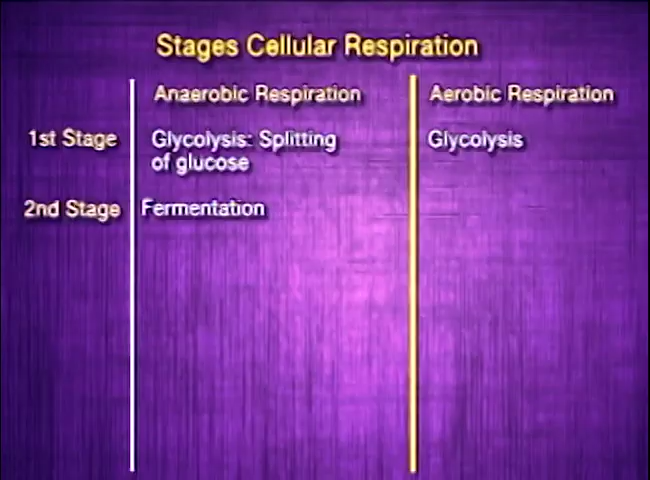 Stages Cellular Respiration
Anaerobic Respiration
Aerobic Respiration
1st Stage
Glycolysis: Splitting
of glucose
Glycolysis
2nd Stage
Fermentation